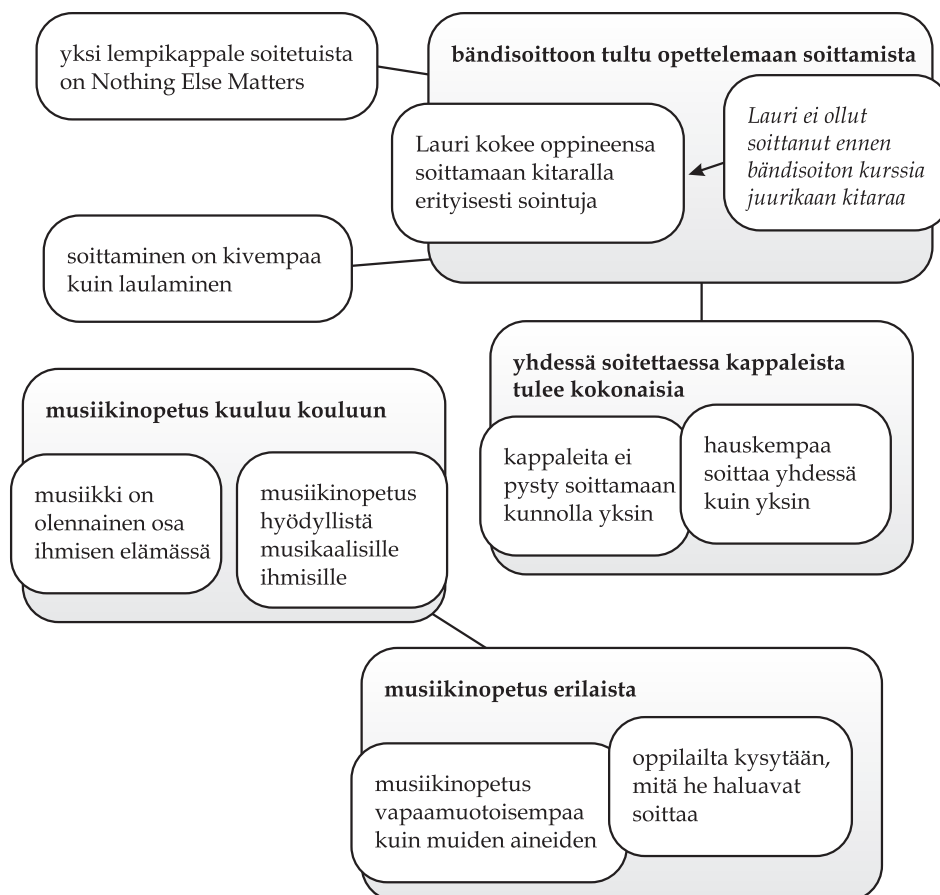 yksi lempikappale soitetuista
on Nothing Else Matters
bändisoittoon tultu opettelemaan soittamista
Lauri kokee oppineensa
soittamaan kitaralla
erityisesti sointuja
Lauri ei ollut
soittanut ennen
bändisoiton kurssia
juurikaan kitaraa
soittaminen on kivempaa
kuin laulaminen
yhdessä soitettaessa kappaleista
tulee kokonaisia
kappaleita ei
pysty soittamaan
kunnolla yksin
hauskempaa
soittaa yhdessä
kuin yksin
musiikinopetus kuuluu kouluun
musiikki on
olennainen osa
ihmisen elämässä
musiikinopetus
hyödyllistä
musikaalisille
ihmisille
musiikinopetus erilaista
musiikinopetus
vapaamuotoisempaa
kuin muiden aineiden
oppilailta kysytään,
mitä he haluavat
soittaa